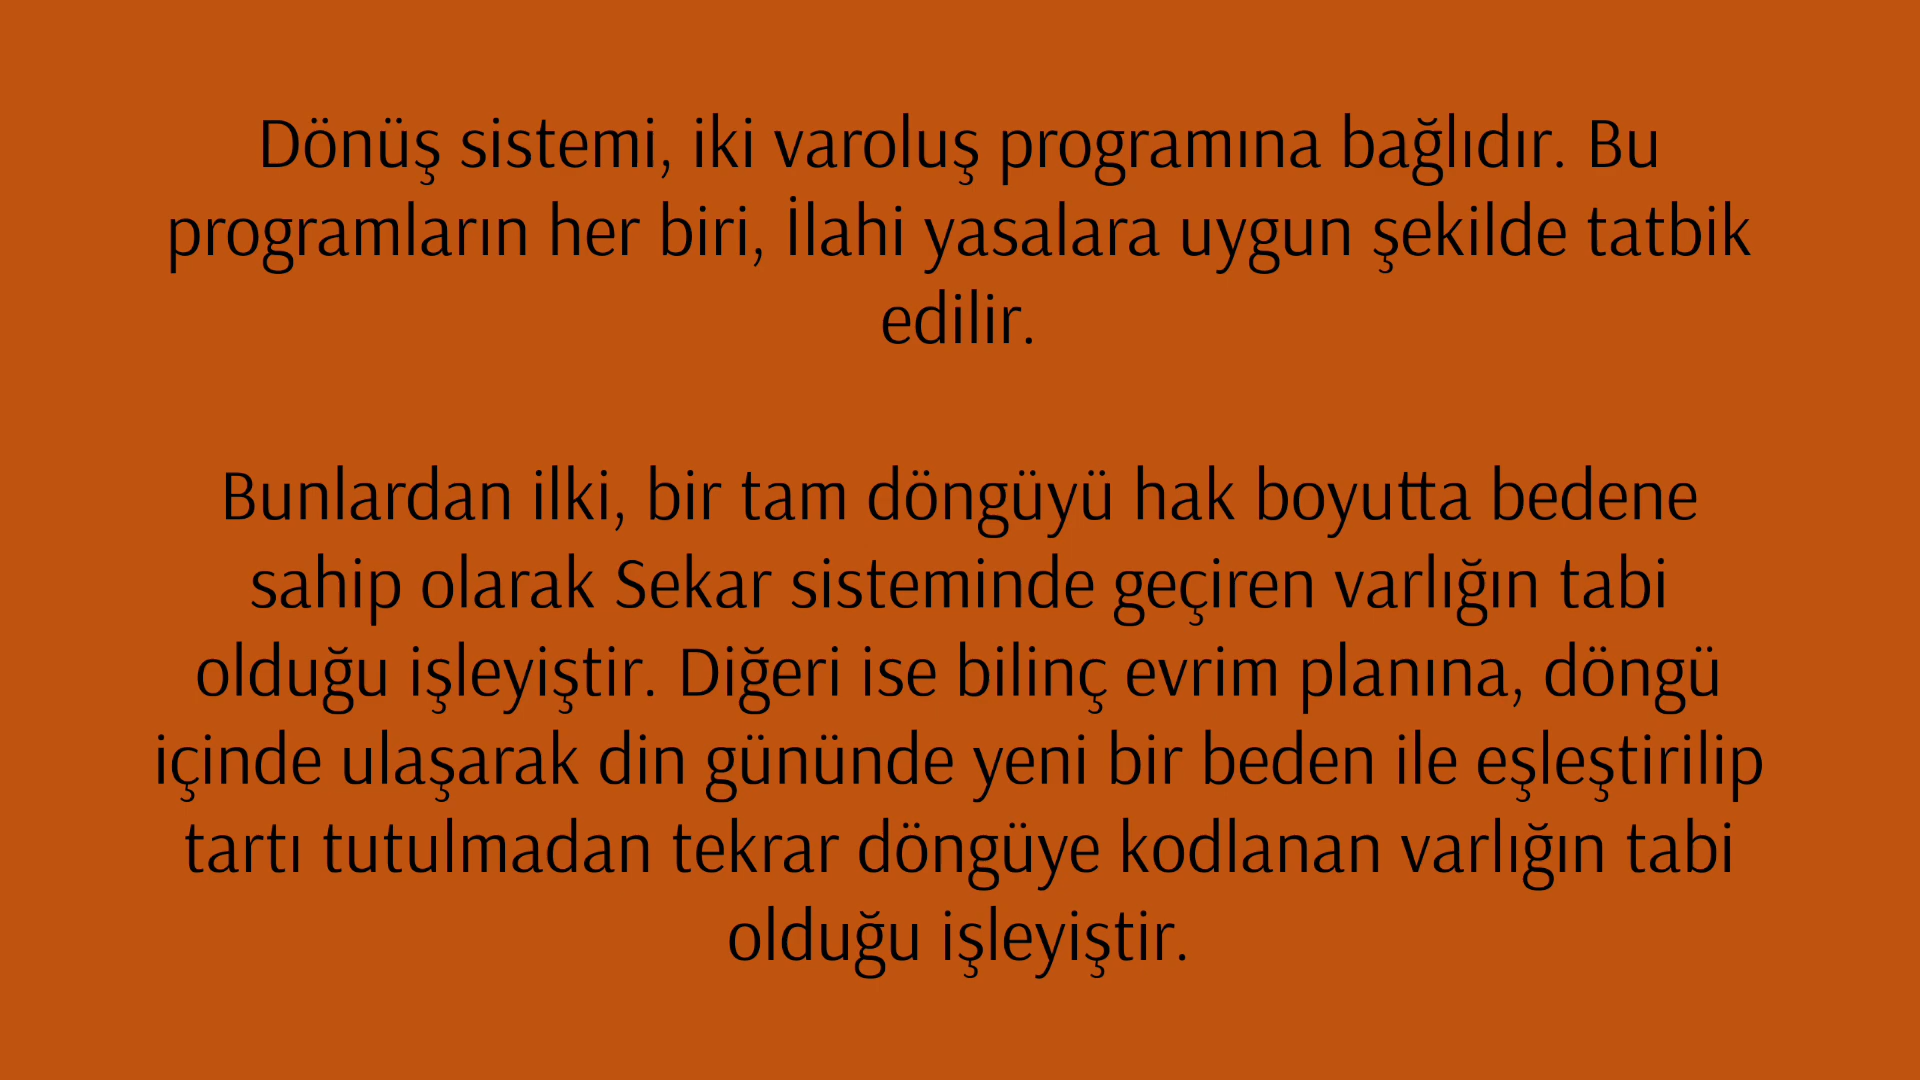 Dönüş sistemi, iki varoluş programına bağlıdır. Bu
programların her biri, İlahi yasalara uygun şekilde tatbik
edilir.
Bunlardan ilki, bir tam döngüyü hak boyutta bedene
sahip olarak Sekar sisteminde geçiren varlığın tabi
olduğu işleyiştir. Diğeri ise bilinç evrim planına, döngü
içinde ulaşarak din gününde yeni bir beden ile eşleştirilip
tartı tutulmadan tekrar döngüye kodlanan varlığın tabi
olduğu işleyiştir.